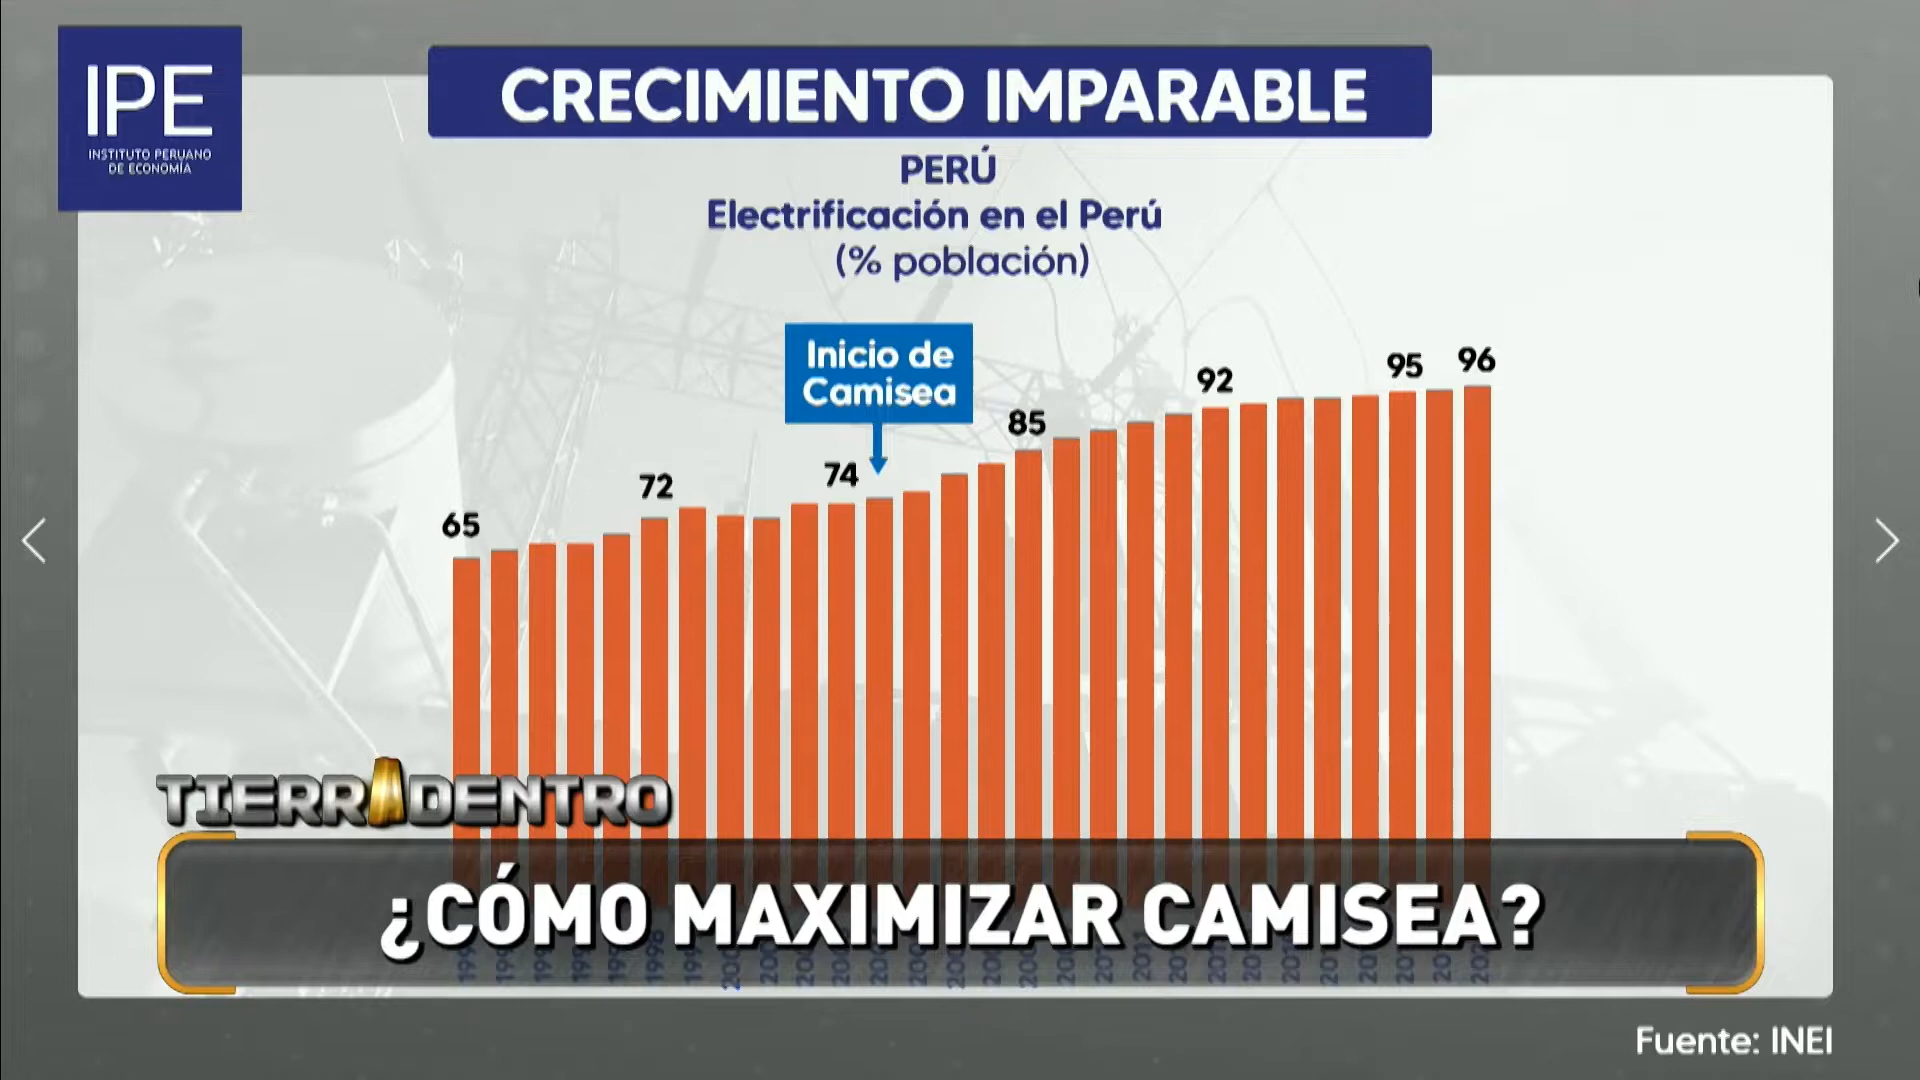 IPE
INSTITUTO PERUANO
DE ECONOMÍA
CRECIMIENTO IMPARABLE
PERÚ
Electrificación en el Perú
(% población)
Inicio de
Camisea
65
72
74
85
92
95
96
TIERRADENTRO
¿CÓMO MAXIMIZAR CAMISEA?
Fuente: INEI